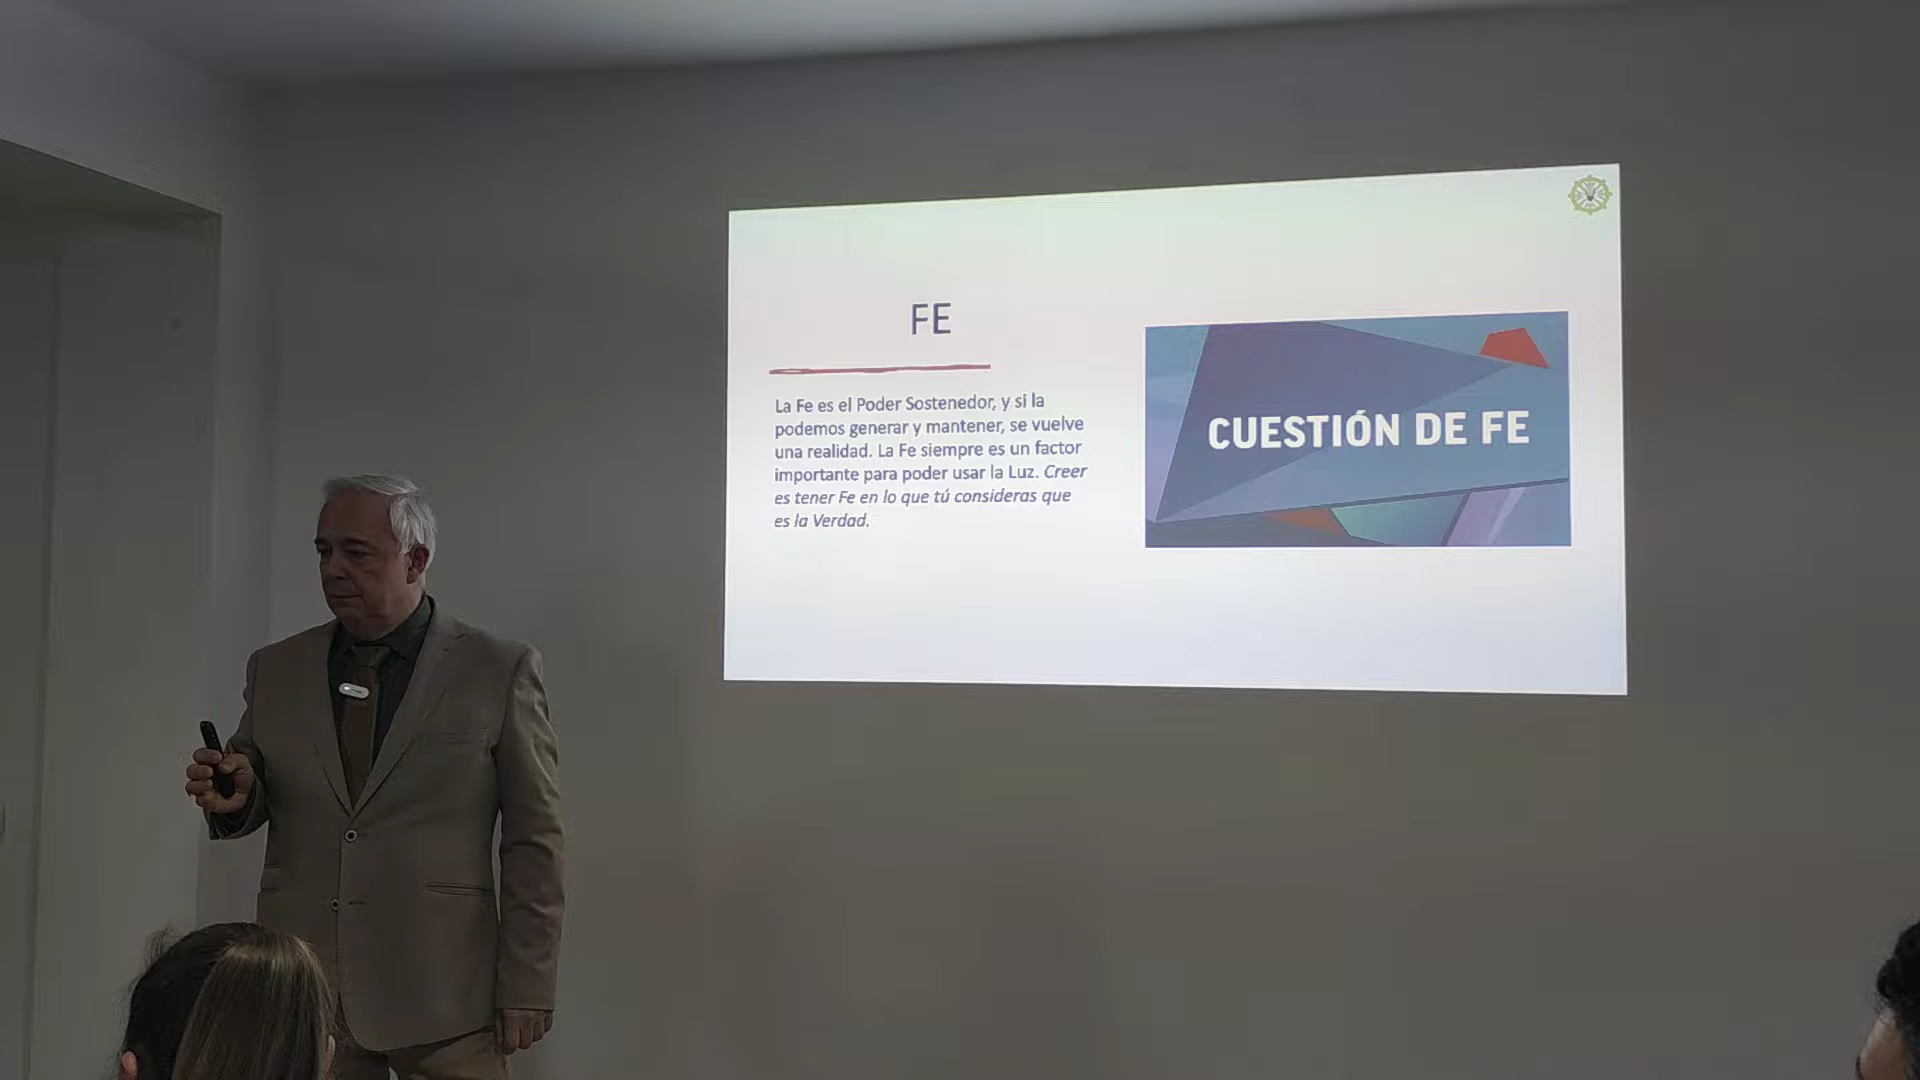 FE
La Fe es el Poder Sostenedor, y si la
podemos generar y mantener, se vuelve
una realidad. La Fe siempre es un factor
importante para poder usar la Luz. Creer
es tener Fe en lo que tú consideras que
es la Verdad.
CUESTIÓN DE FE